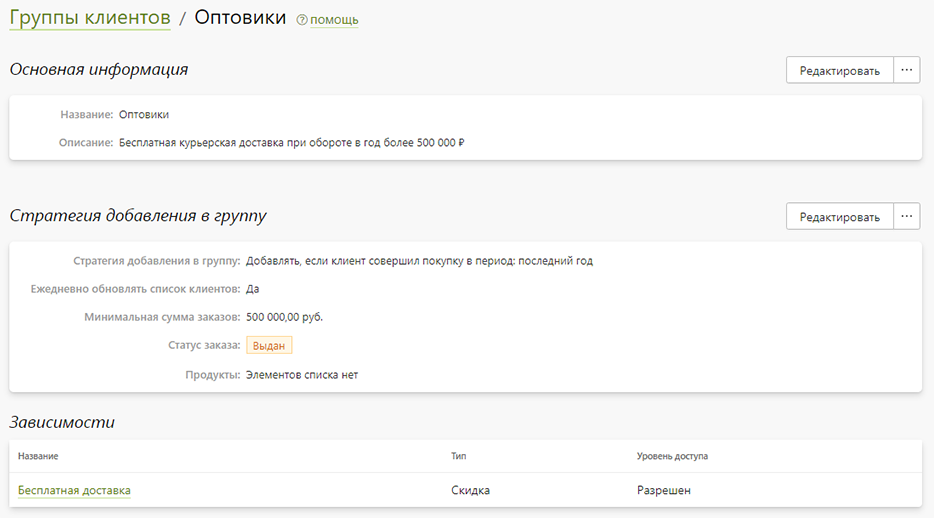 Группы клиентов / Оптовики ? помощь
Основная информация
Редактировать ...
Название: Оптовики
Описание: Бесплатная курьерская доставка при обороте в год более 500 000 ₽
Стратегия добавления в группу
Редактировать ...
Стратегия добавления в группу: Добавлять, если клиент совершил покупку в период: последний год
Ежедневно обновлять список клиентов: Да
Минимальная сумма заказов: 500 000,00 руб.
Статус заказа: Выдан
Продукты: Элементов списка нет
Зависимости
Название Тип Уровень доступа
Бесплатная доставка Скидка Разрешен